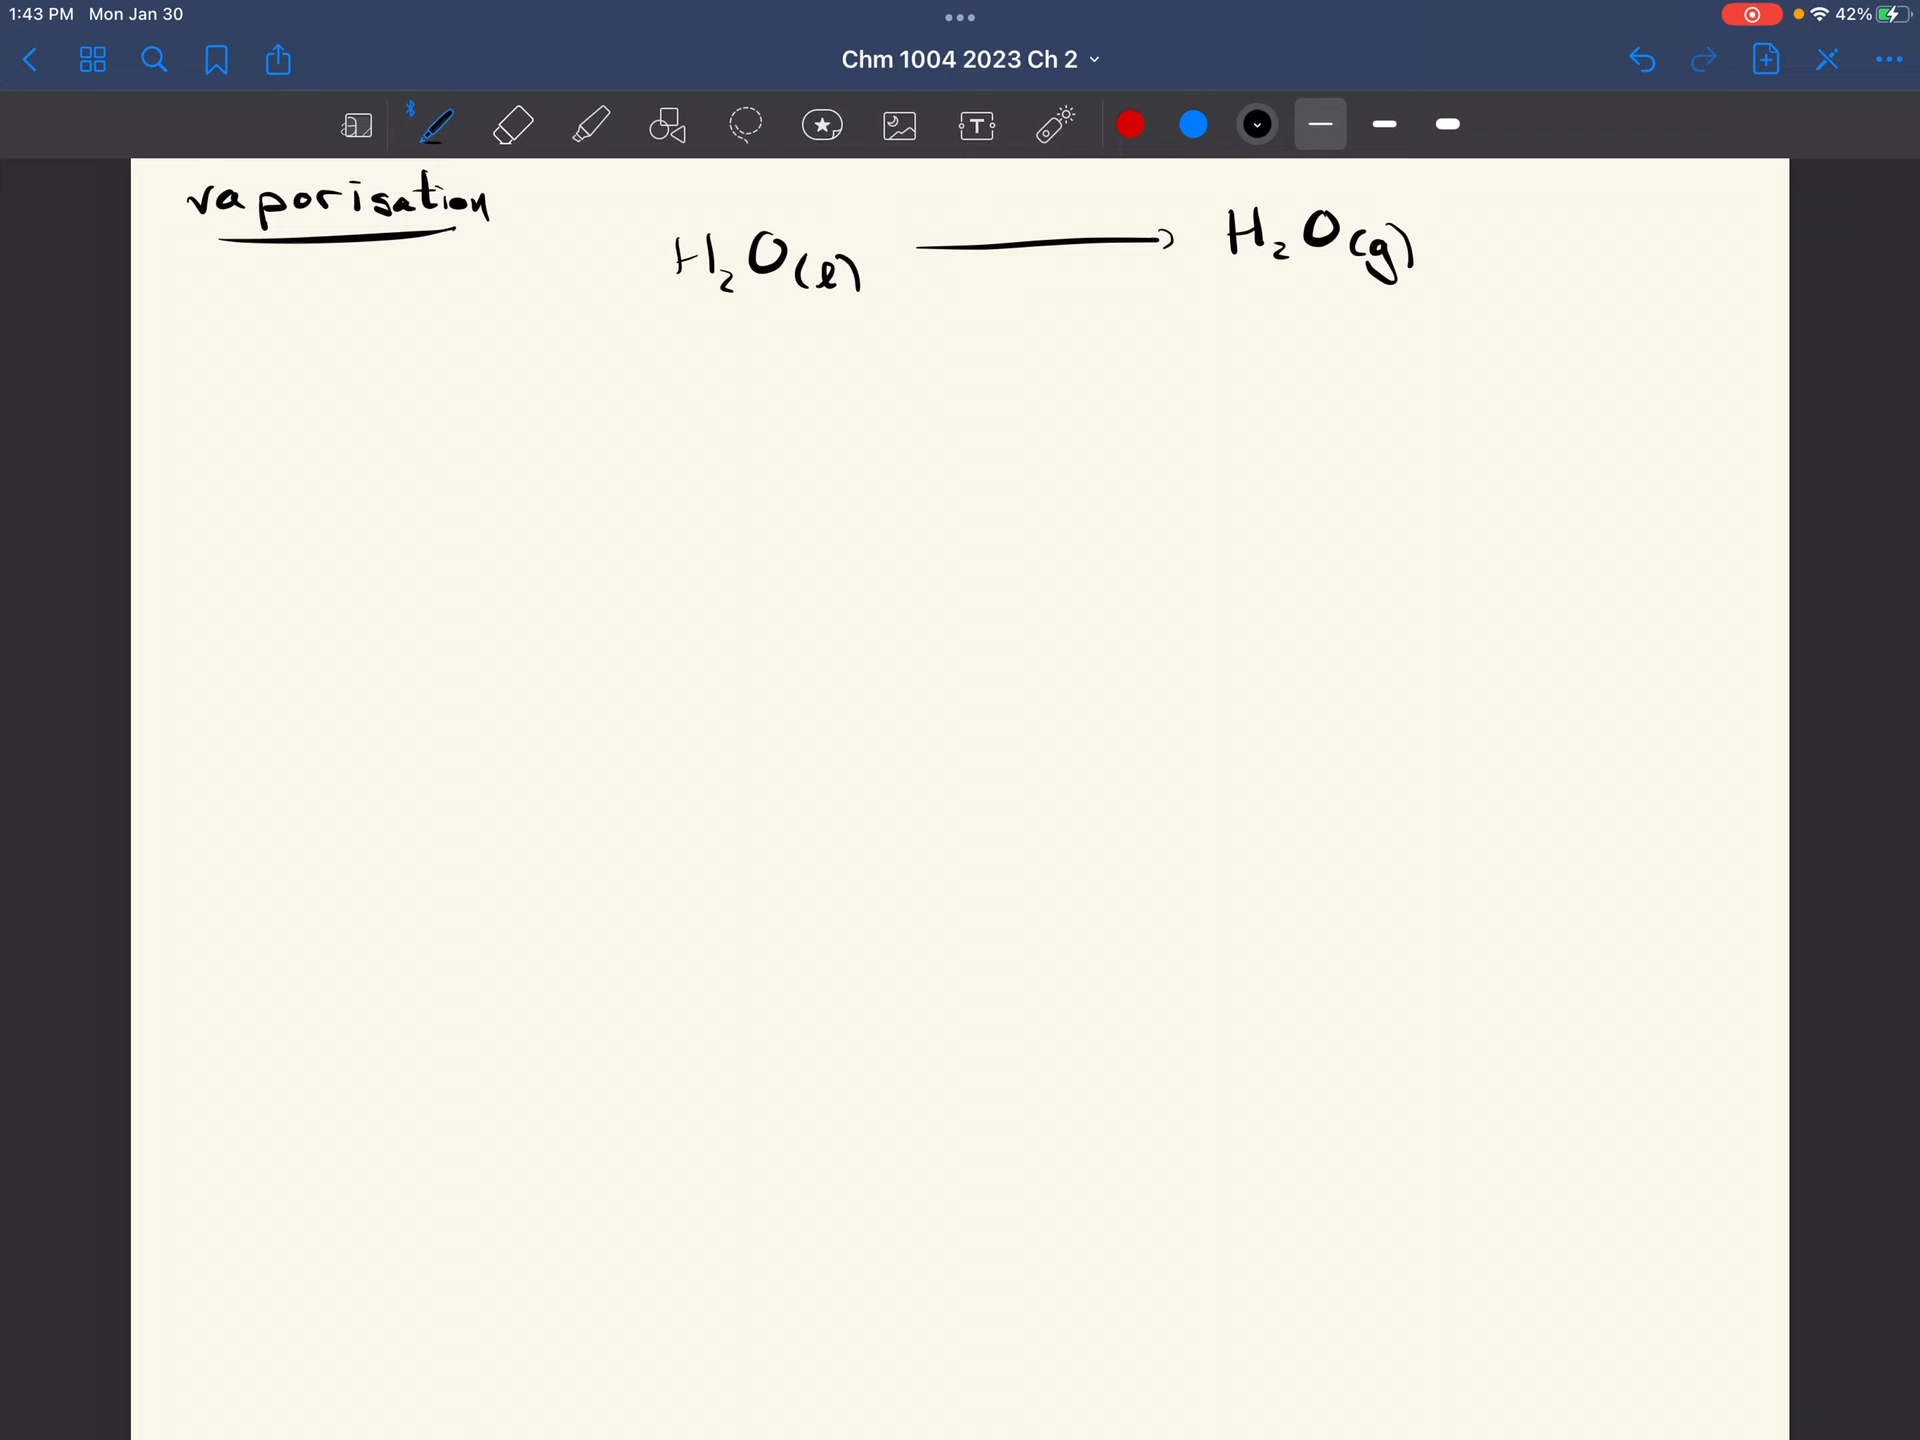 1:43 PM Mon Jan 30
42%
Chm 1004 2023 Ch 2
T
vaporisation
H₂O(l) → H₂O(g)